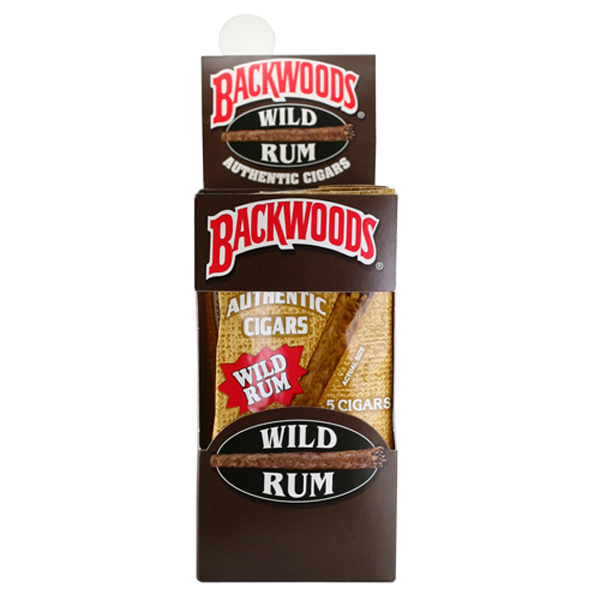 BACKWOODS®
WILD
RUM
AUTHENTIC CIGARS
BACKWOODS®
AUTHENTIC
CIGARS
WILD
RUM
ACTUAL SIZE
5 CIGARS
WILD
RUM